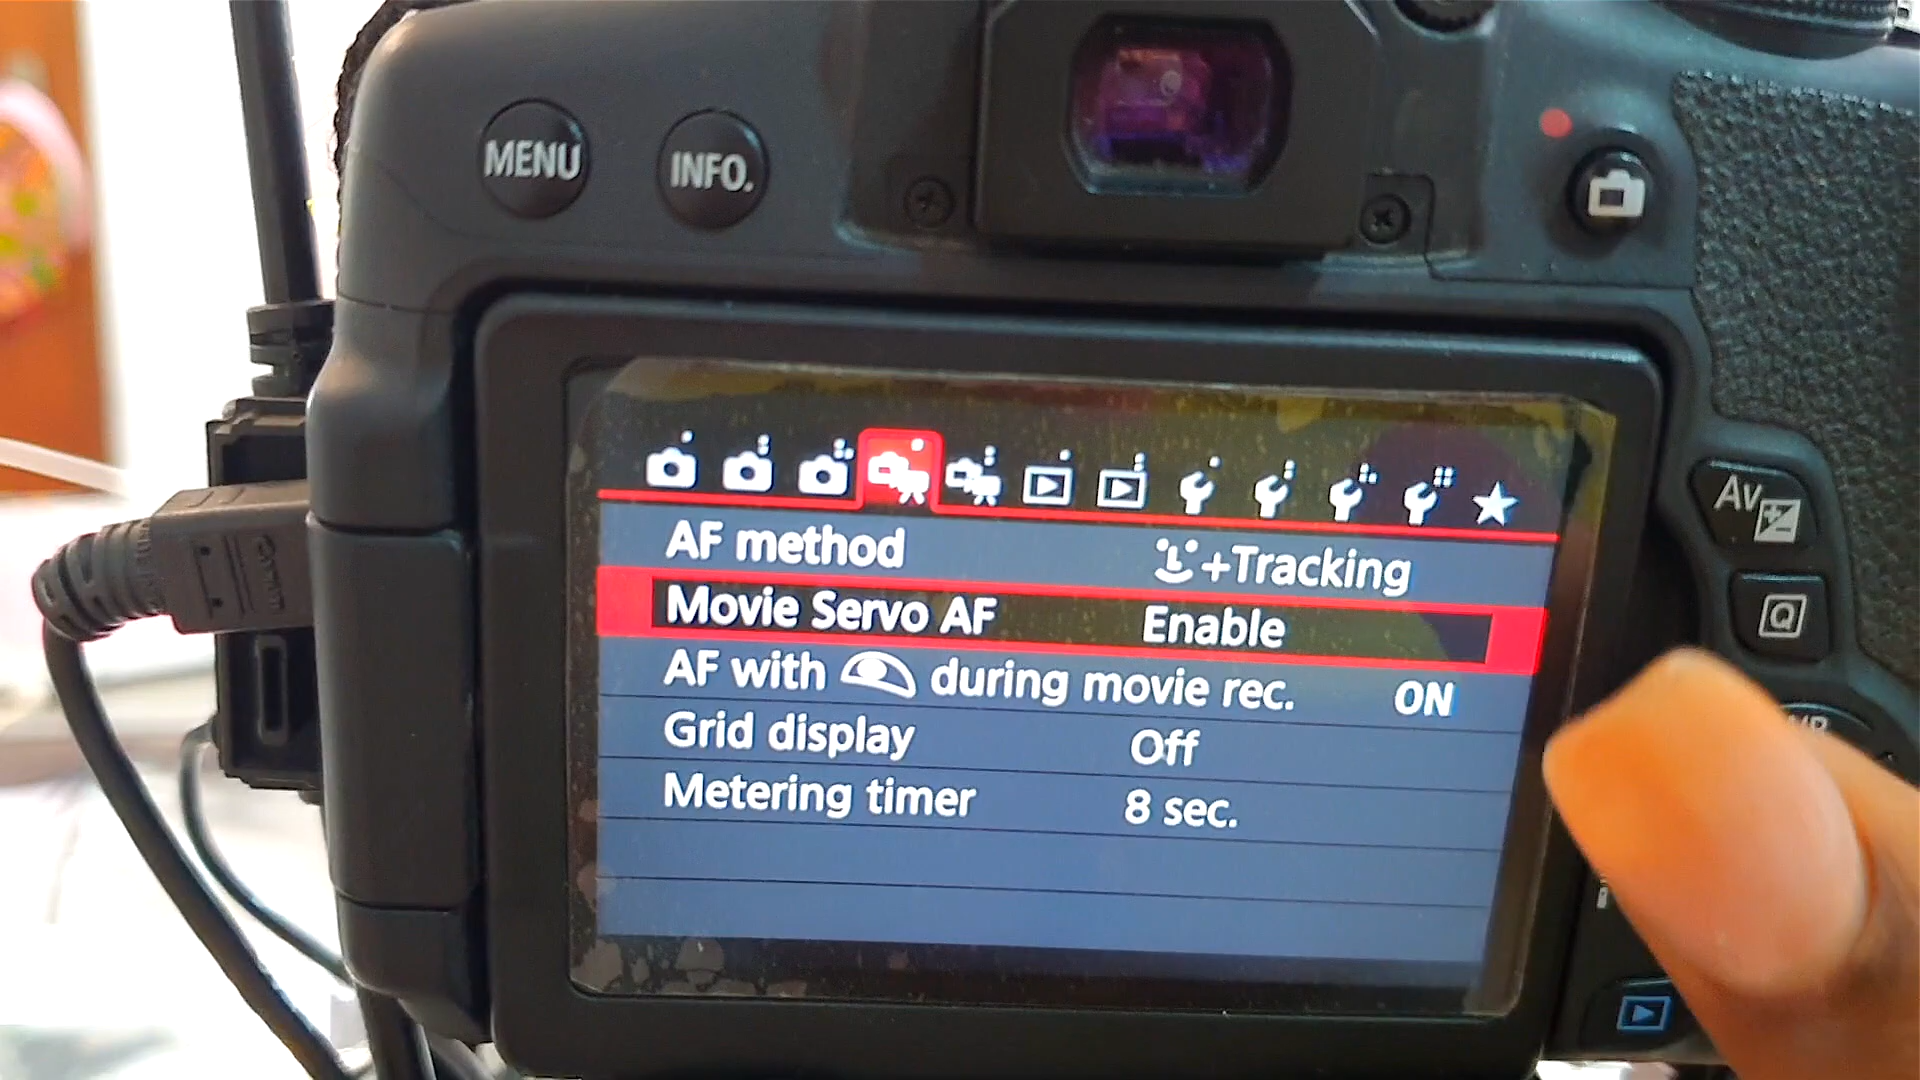 MENU INFO.
Av
Q
AF method +Tracking
Movie Servo AF Enable
AF with during movie rec. ON
Grid display Off
Metering timer 8 sec.
Canon